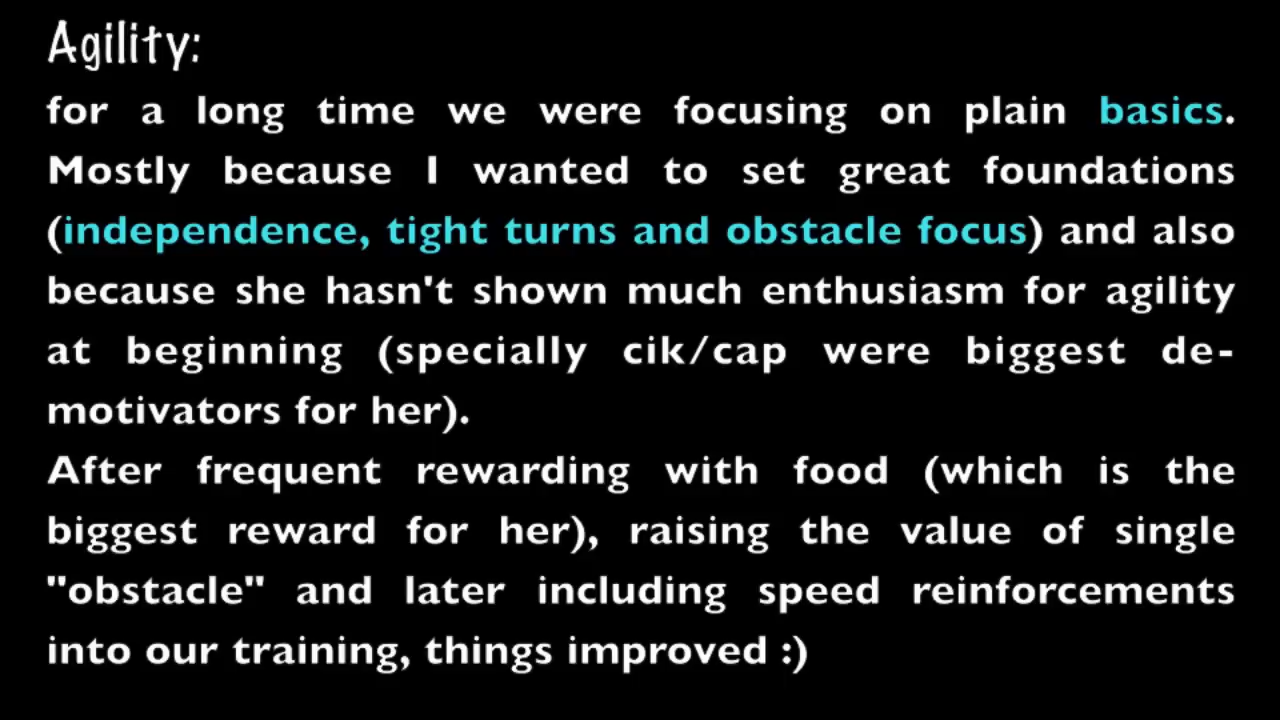 Agility:
for a long time we were focusing on plain basics.
Mostly because I wanted to set great foundations
(independence, tight turns and obstacle focus) and also
because she hasn't shown much enthusiasm for agility
at beginning (specially cik/cap were biggest de-
motivators for her).
After frequent rewarding with food (which is the
biggest reward for her), raising the value of single
"obstacle" and later including speed reinforcements
into our training, things improved :)